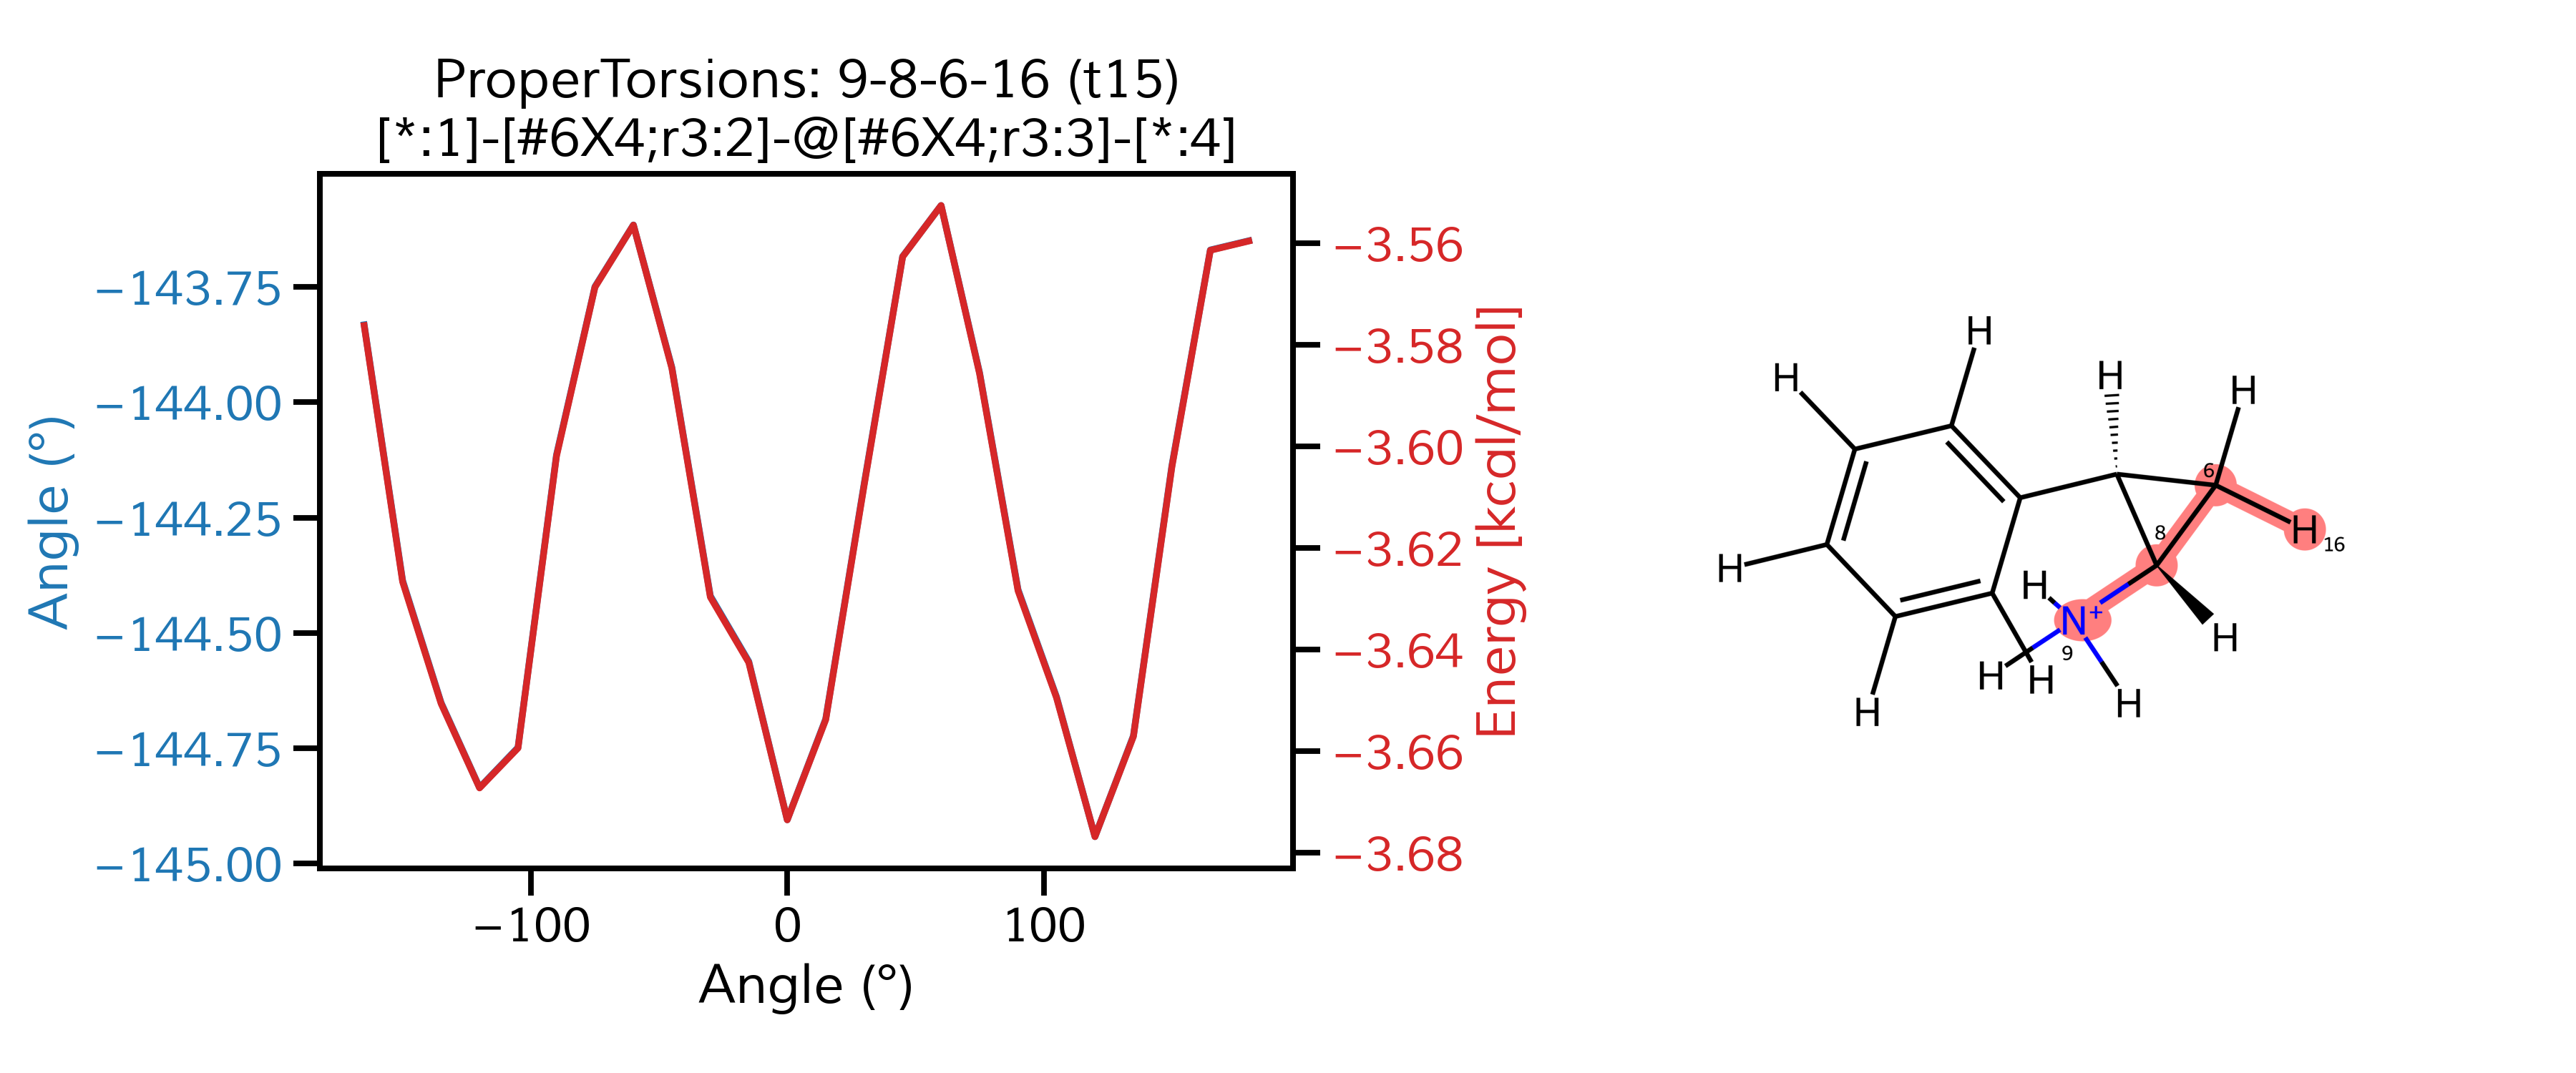 ProperTorsions: 9-8-6-16 (t15)
[*:1]-[#6X4;r3:2]-@[#6X4;r3:3]-[*:4]
Angle (°)
−143.75
−144.00
−144.25
−144.50
−144.75
−145.00
−100
0
100
Angle (°)
−3.56
−3.58
−3.60
−3.62
−3.64
−3.66
−3.68
Energy [kcal/mol]
H
H
H
H
6
8
H
16
H
H
N+
9
H
H
H
H
H